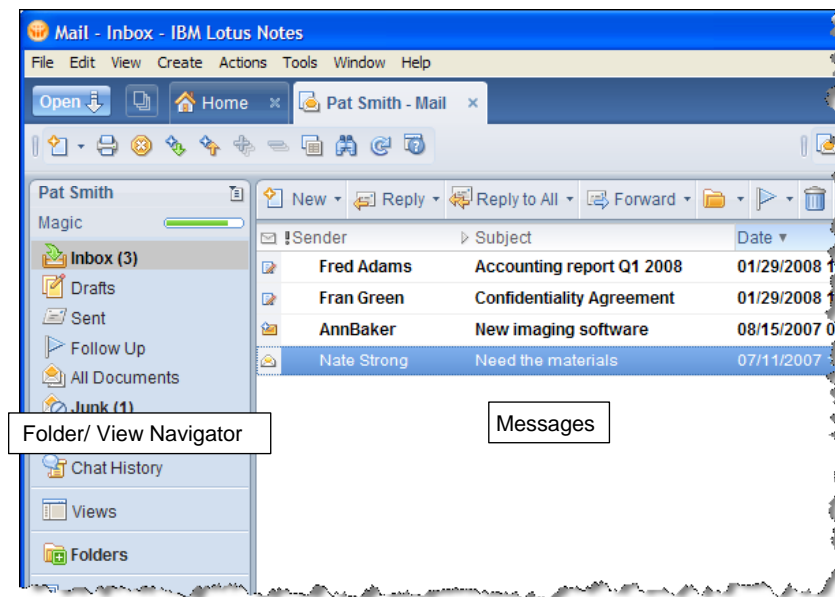 Mail - Inbox - IBM Lotus Notes
File Edit View Create Actions Tools Window Help
Open Home Pat Smith - Mail
Pat Smith
Magic
New Reply Reply to All Forward
! Sender Subject Date
Inbox (3)
Drafts
Sent
Follow Up
All Documents
Junk (1)
Fred Adams Accounting report Q1 2008 01/29/2008 1
Fran Green Confidentiality Agreement 01/29/2008 1
AnnBaker New imaging software 08/15/2007 0
Nate Strong Need the materials 07/11/2007
Folder/ View Navigator
Messages
Chat History
Views
Folders